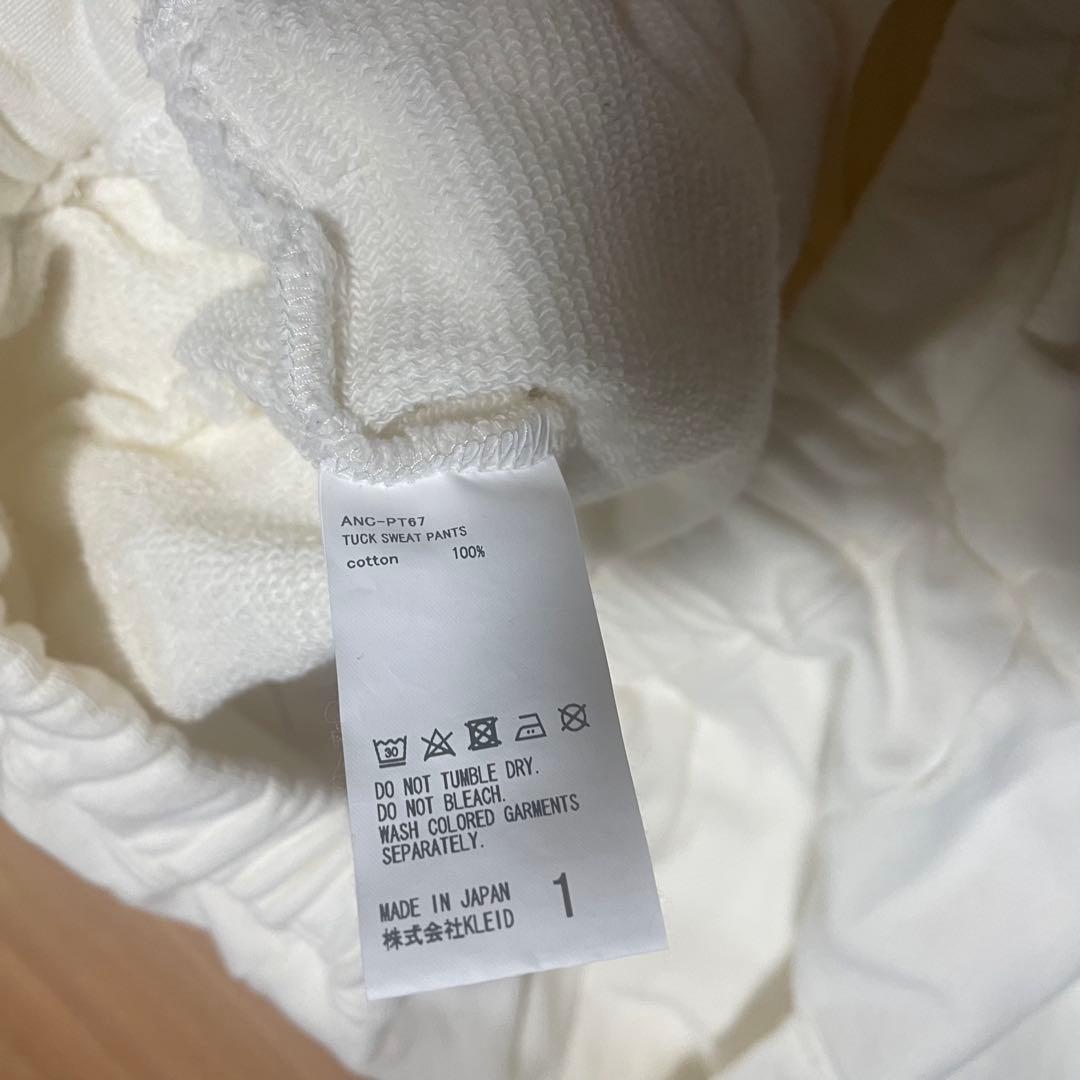 ANC-PT67
TUCK SWEAT PANTS
cotton 100%
30
DO NOT TUMBLE DRY.
DO NOT BLEACH.
WASH COLORED GARMENTS
SEPARATELY.
MADE IN JAPAN 1
株式会社KLEID